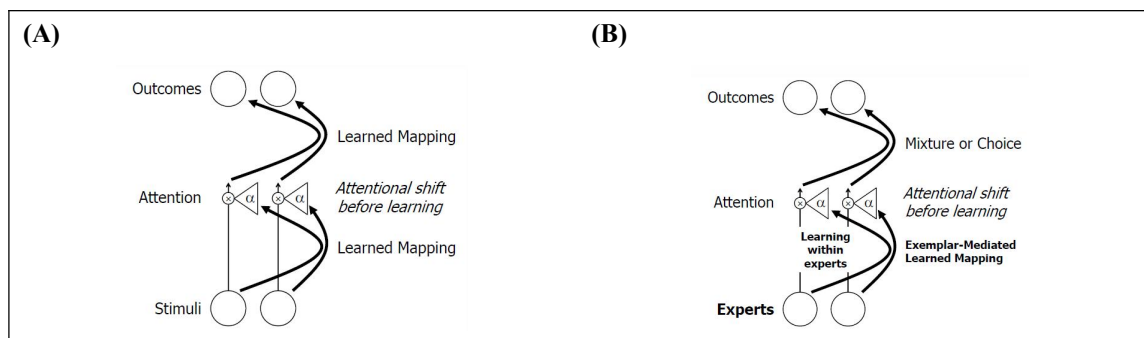 (A)
Outcomes
Learned Mapping
Attention
× α × α
Attentional shift
before learning
Learned Mapping
Stimuli
(B)
Outcomes
Mixture or Choice
Attention
× α × α
Attentional shift
before learning
Learning
within
experts
Exemplar-Mediated
Learned Mapping
Experts